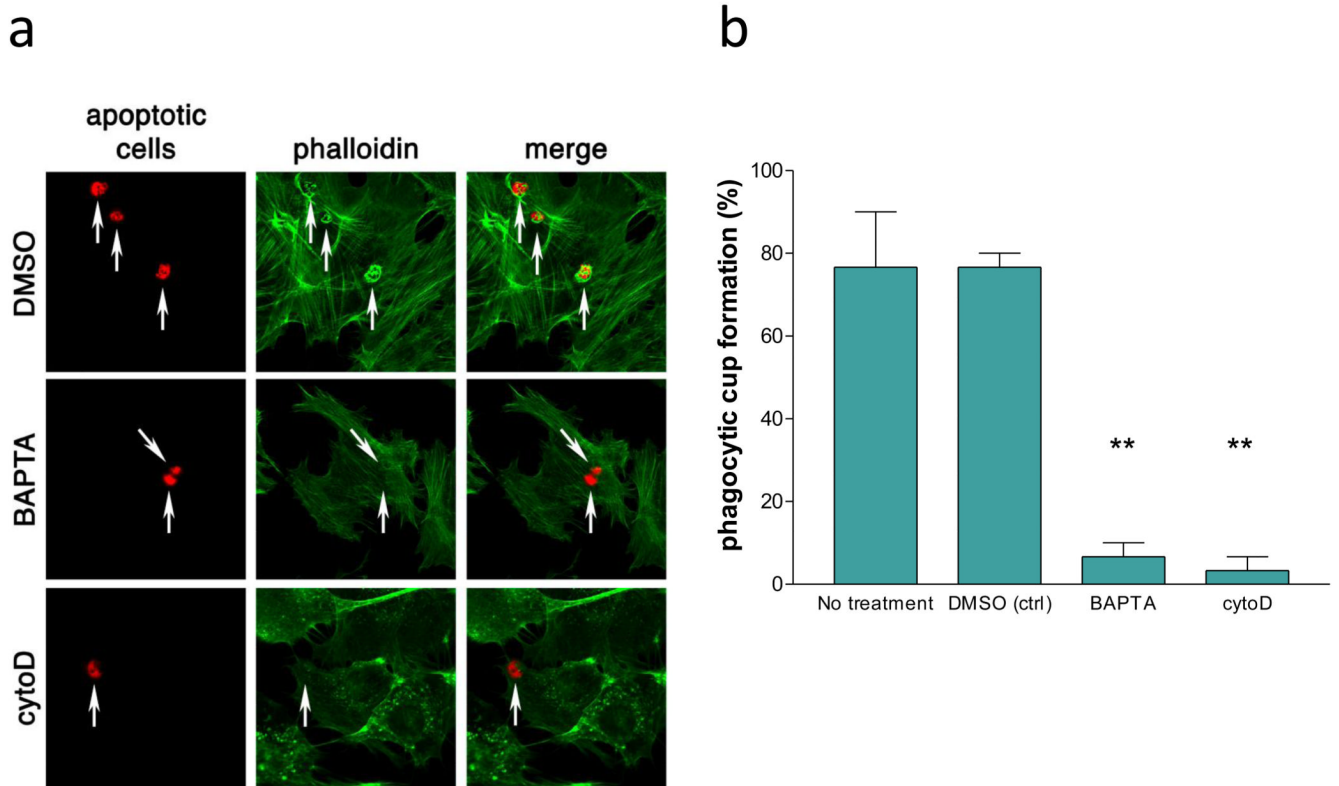 a
apoptotic
cells
phalloidin
merge
DMSO
BAPTA
cytoD
b
phagocytic cup formation (%)
100
80
60
40
20
0
**
**
No treatment
DMSO (ctrl)
BAPTA
cytoD